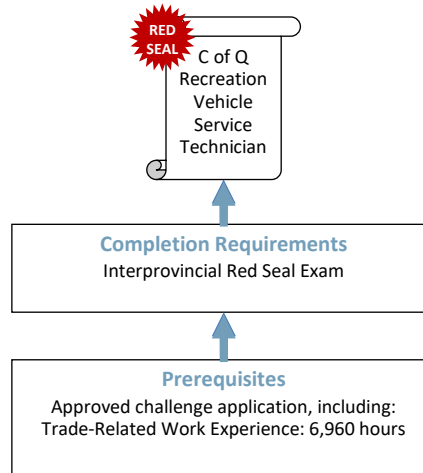 RED
SEAL
C of Q
Recreation
Vehicle
Service
Technician
Completion Requirements
Interprovincial Red Seal Exam
Prerequisites
Approved challenge application, including:
Trade-Related Work Experience: 6,960 hours